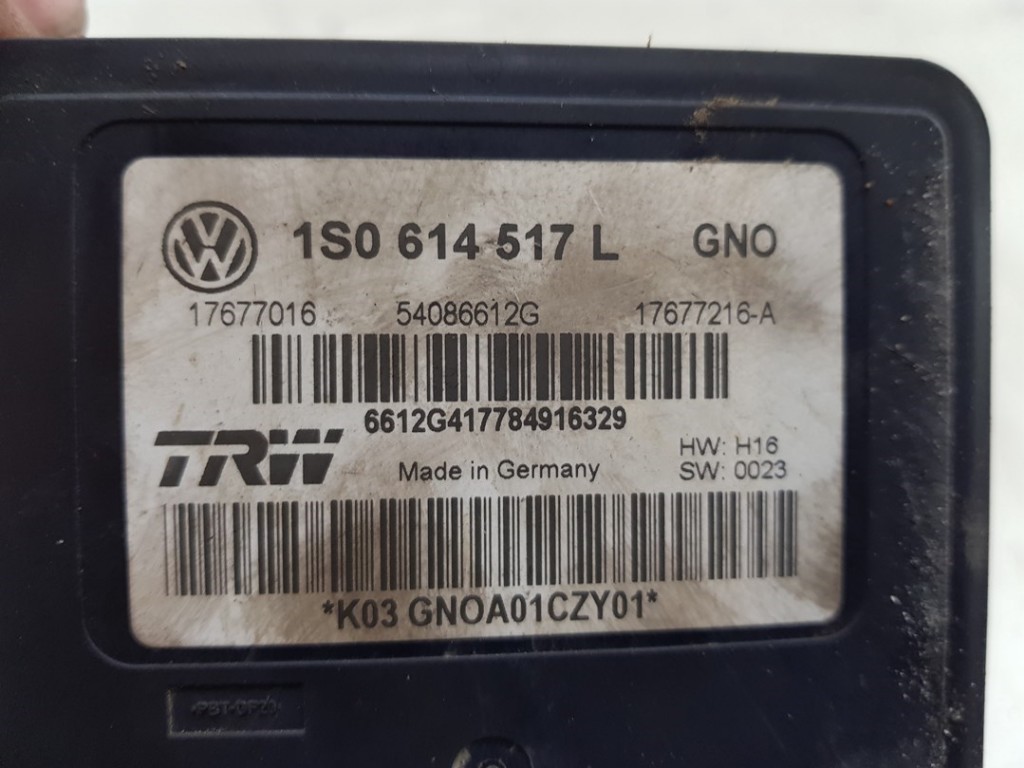 1S0 614 517 L GNO
17677016 54086612G 17677216-A
6612G417784916329
TRW Made in Germany HW: H16
SW: 0023
*K03 GNOA01CZY01*